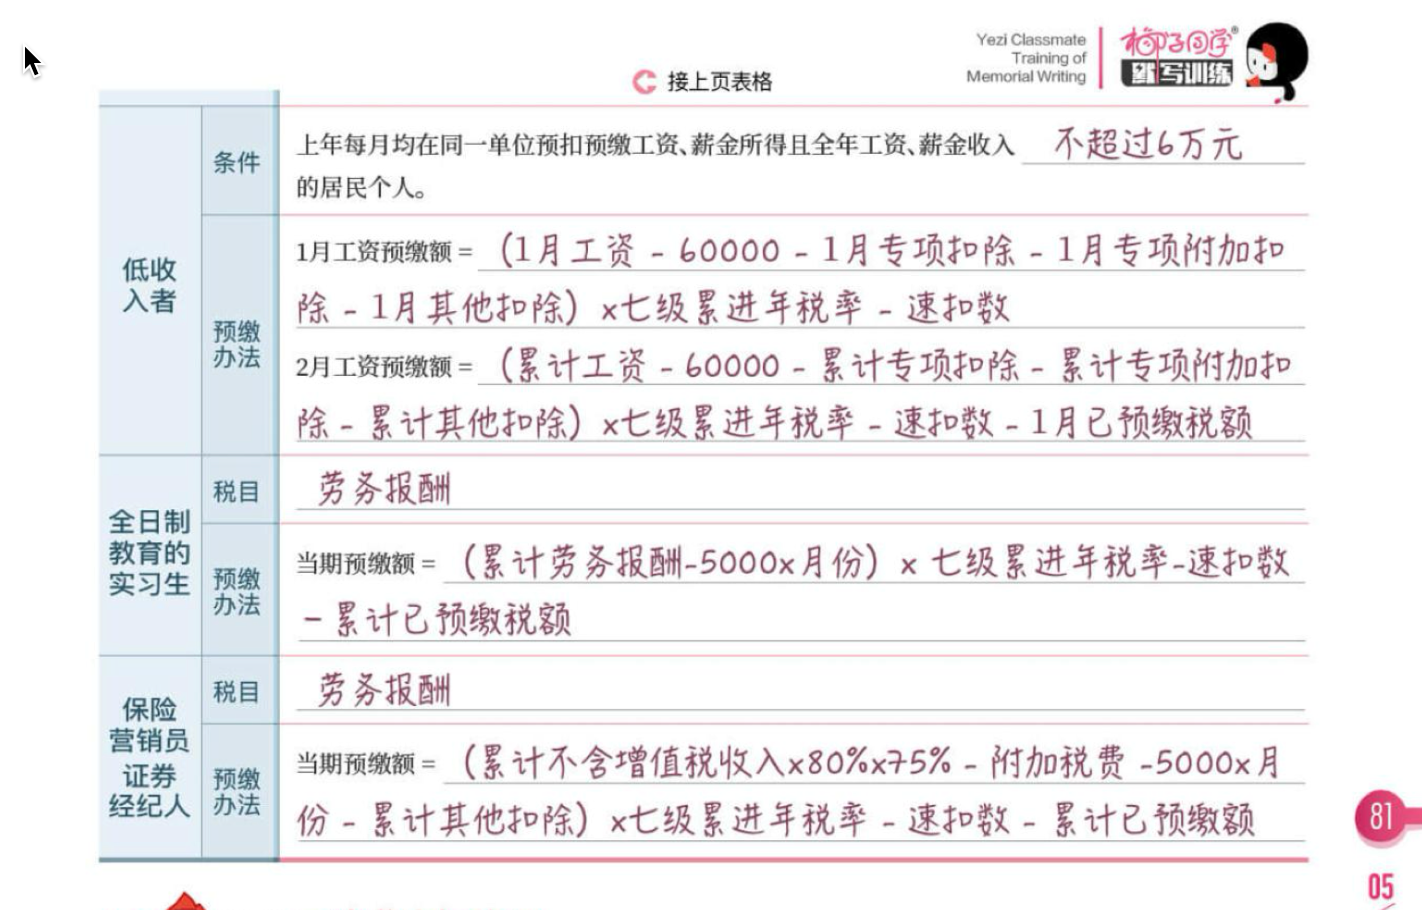 Yezi Classmate
Training of
Memorial Writing
椰子同学®
默写训练
接上页表格
低收
入者
条件
上年每月均在同一单位预扣预缴工资、薪金所得且全年工资、薪金收入 不超过6万元
的居民个人。
预缴
办法
1月工资预缴额 = (1月工资 - 60000 - 1月专项扣除 - 1月专项附加扣
除 - 1月其他扣除) x七级累进年税率 - 速扣数
2月工资预缴额 = (累计工资 - 60000 - 累计专项扣除 - 累计专项附加扣
除 - 累计其他扣除) x七级累进年税率 - 速扣数 - 1月已预缴税额
全日制
教育的
实习生
税目
劳务报酬
预缴
办法
当期预缴额 = (累计劳务报酬-5000x月份) x 七级累进年税率-速扣数
- 累计已预缴税额
保险
营销员
证券
经纪人
税目
劳务报酬
预缴
办法
当期预缴额 = (累计不含增值税收入x80%x75% - 附加税费 -5000x月
份 - 累计其他扣除) x七级累进年税率 - 速扣数 - 累计已预缴额
81
05